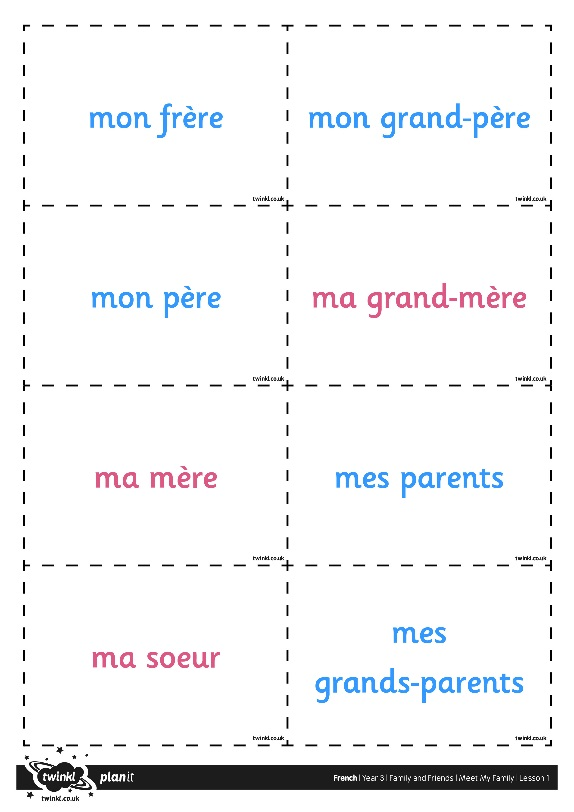 mon frère
mon grand-père
twinkl.co.uk
twinkl.co.uk
mon père
ma grand-mère
twinkl.co.uk
twinkl.co.uk
ma mère
mes parents
twinkl.co.uk
twinkl.co.uk
ma soeur
mes
grands-parents
twinkl.co.uk
twinkl.co.uk
twinkl planit
twinkl.co.uk
French | Year 3 | Family and Friends | Meet My Family | Lesson 1